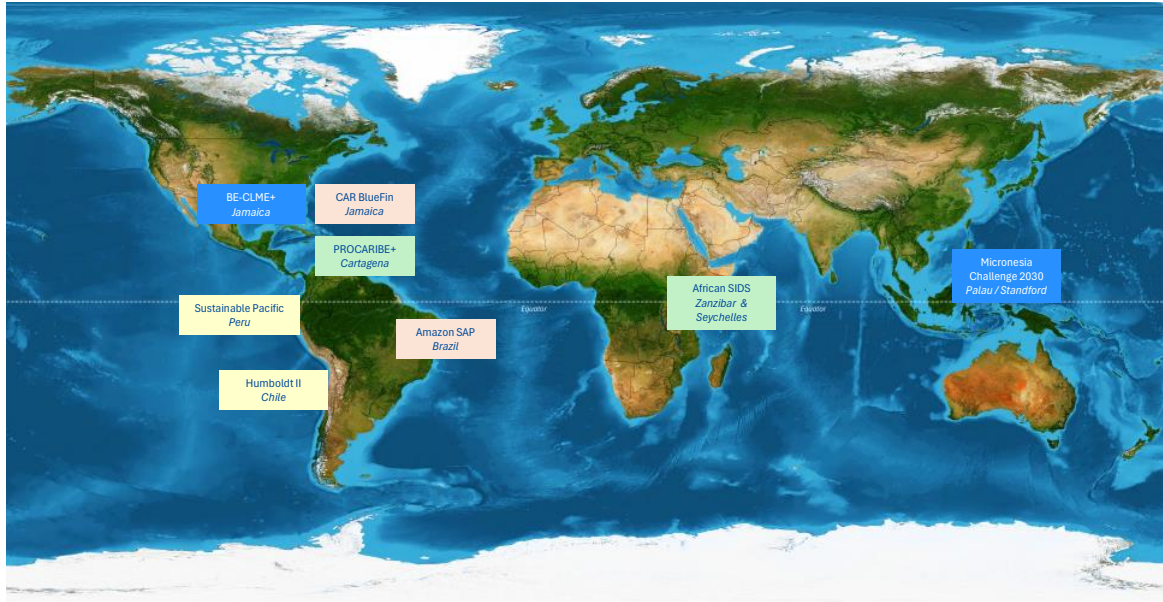 BE-CLME+
Jamaica
CAR BlueFin
Jamaica
PROCARIBE+
Cartagena
Micronesia
Challenge 2030
Palau / Standford
African SIDS
Zanzibar &
Seychelles
Sustainable Pacific
Peru
Equator
Equator
Amazon SAP
Brazil
Humboldt II
Chile